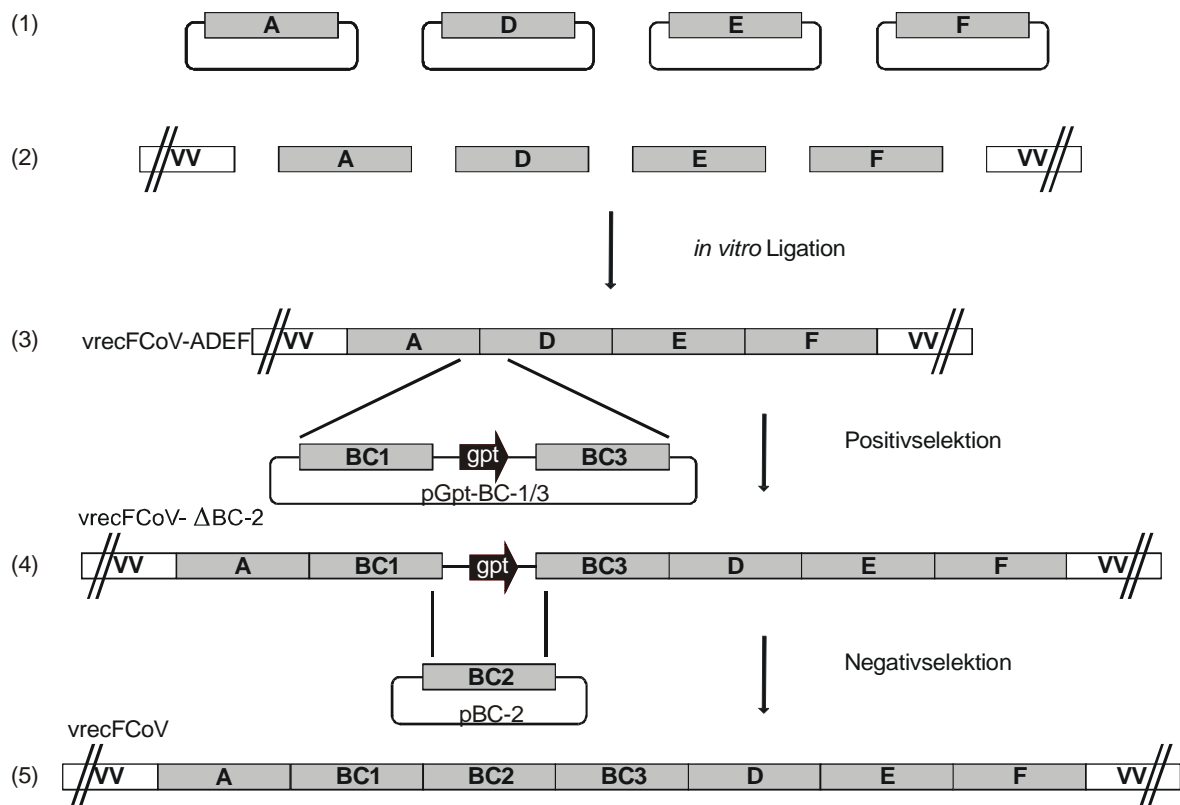 (1) A D E F
(2) VV A D E F VV
in vitro Ligation
(3) vrecFCoV-ADEF VV A D E F VV
Positivselektion
BC1 gpt BC3
pGpt-BC-1/3
vrecFCoV- ΔBC-2
(4) VV A BC1 gpt BC3 D E F VV
Negativselektion
BC2
pBC-2
vrecFCoV
(5) VV A BC1 BC2 BC3 D E F VV